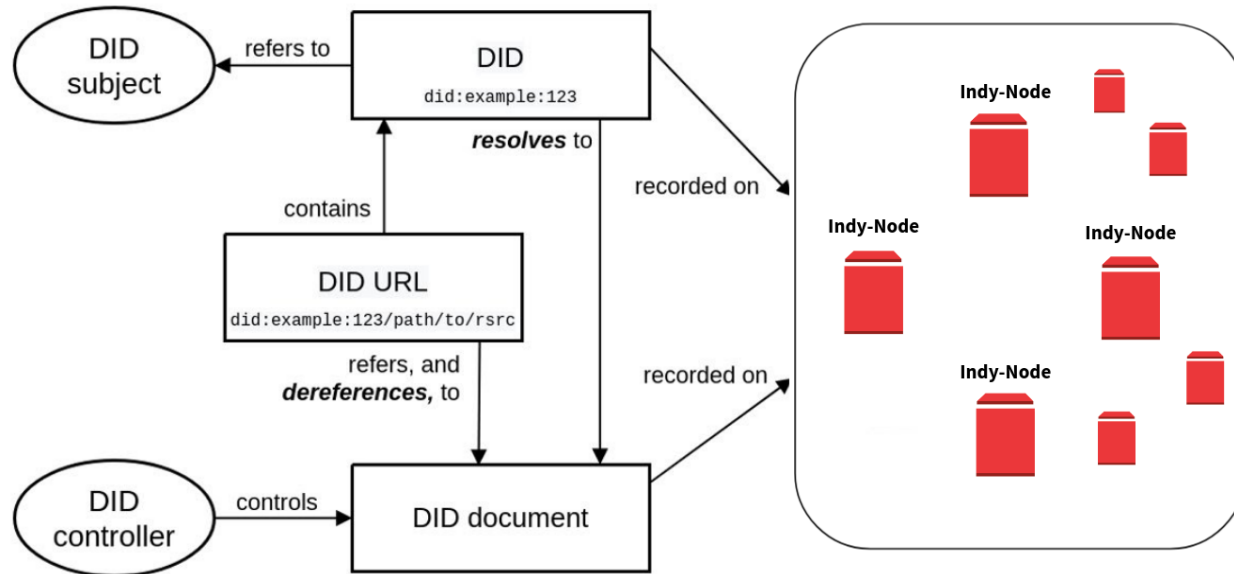 DID
subject
refers to
DID
did:example:123
resolves to
recorded on
contains
DID URL
did:example:123/path/to/rsrc
refers, and
dereferences, to
recorded on
DID
controller
controls
DID document
Indy-Node
Indy-Node
Indy-Node
Indy-Node